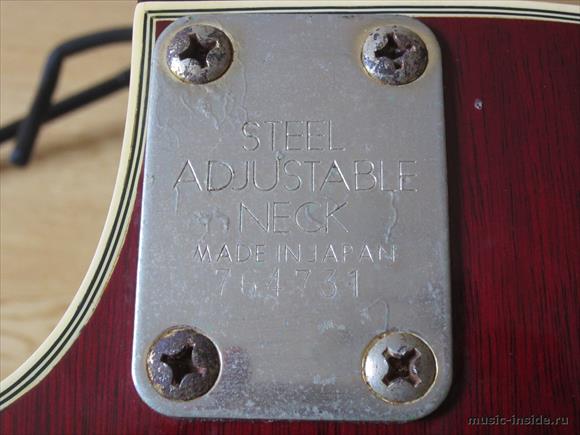 STEEL
ADJUSTABLE
NECK
MADE IN JAPAN
764731
music-inside.ru